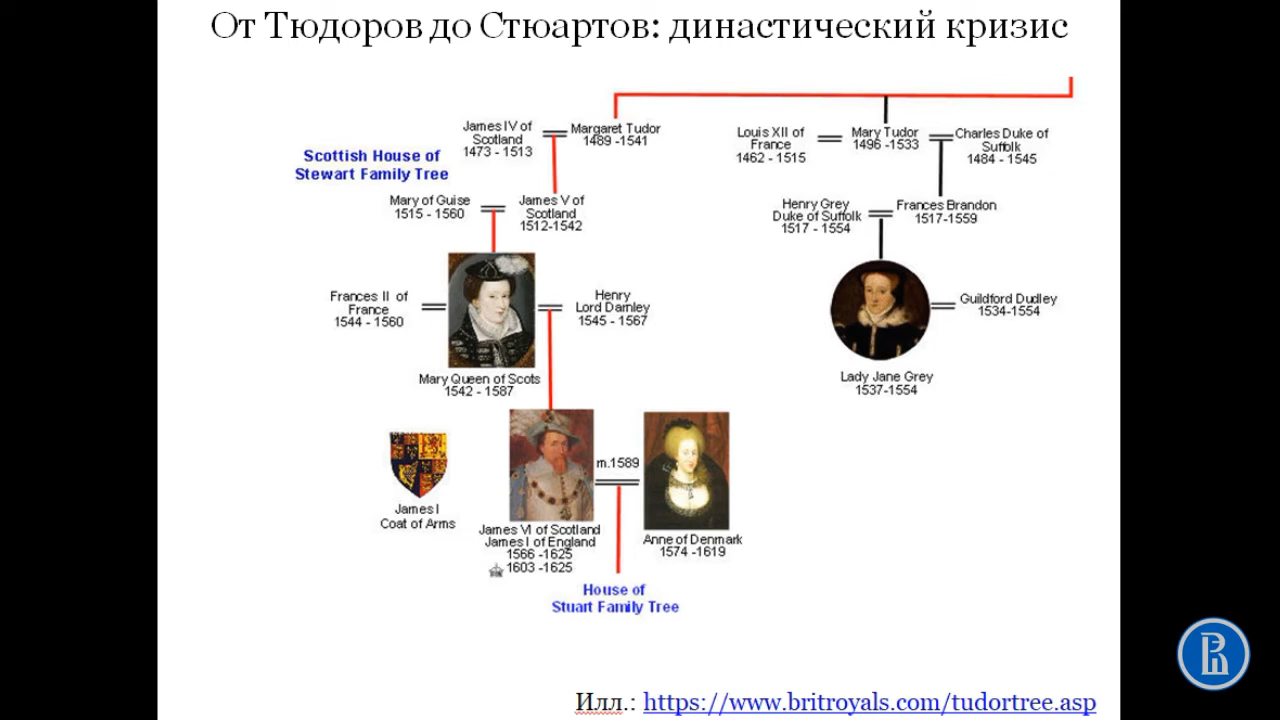 От Тюдоров до Стюартов: династический кризис
James IV of
Scotland
1473 - 1513
Margaret Tudor
1489 -1541
Louis XII of
France
1462 - 1515
Mary Tudor
1496 -1533
Charles Duke of
Suffolk
1484 - 1545
Scottish House of
Stewart Family Tree
Mary of Guise
1515 - 1560
James V of
Scotland
1512-1542
Henry Grey
Duke of Suffolk
1517 - 1554
Frances Brandon
1517-1559
Frances II of
France
1544 - 1560
Henry
Lord Darnley
1545 - 1567
Guildford Dudley
1534-1554
Mary Queen of Scots
1542 - 1587
Lady Jane Grey
1537-1554
m.1589
James I
Coat of Arms
James VI of Scotland
James I of England
1566 -1625
1603 -1625
Anne of Denmark
1574 -1619
House of
Stuart Family Tree
Илл.: https://www.britroyals.com/tudortree.asp